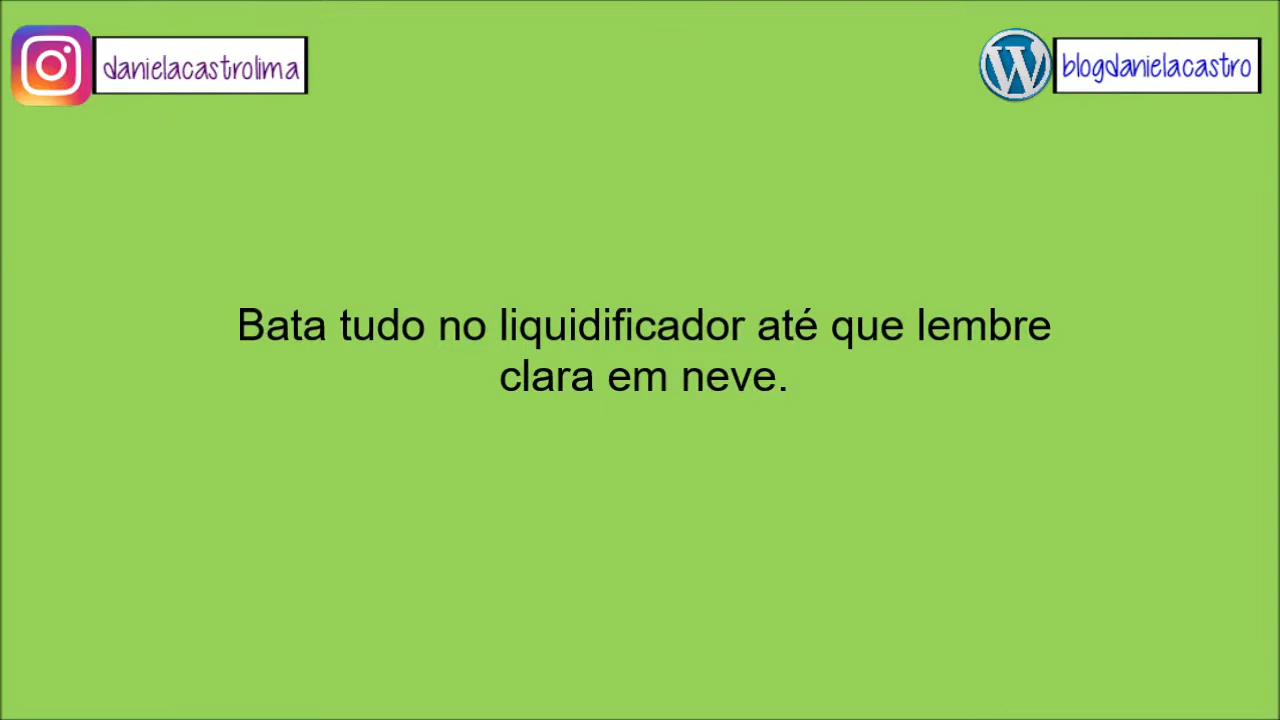 danielacastrolima
blogdanielacastro
Bata tudo no liquidificador até que lembre
clara em neve.